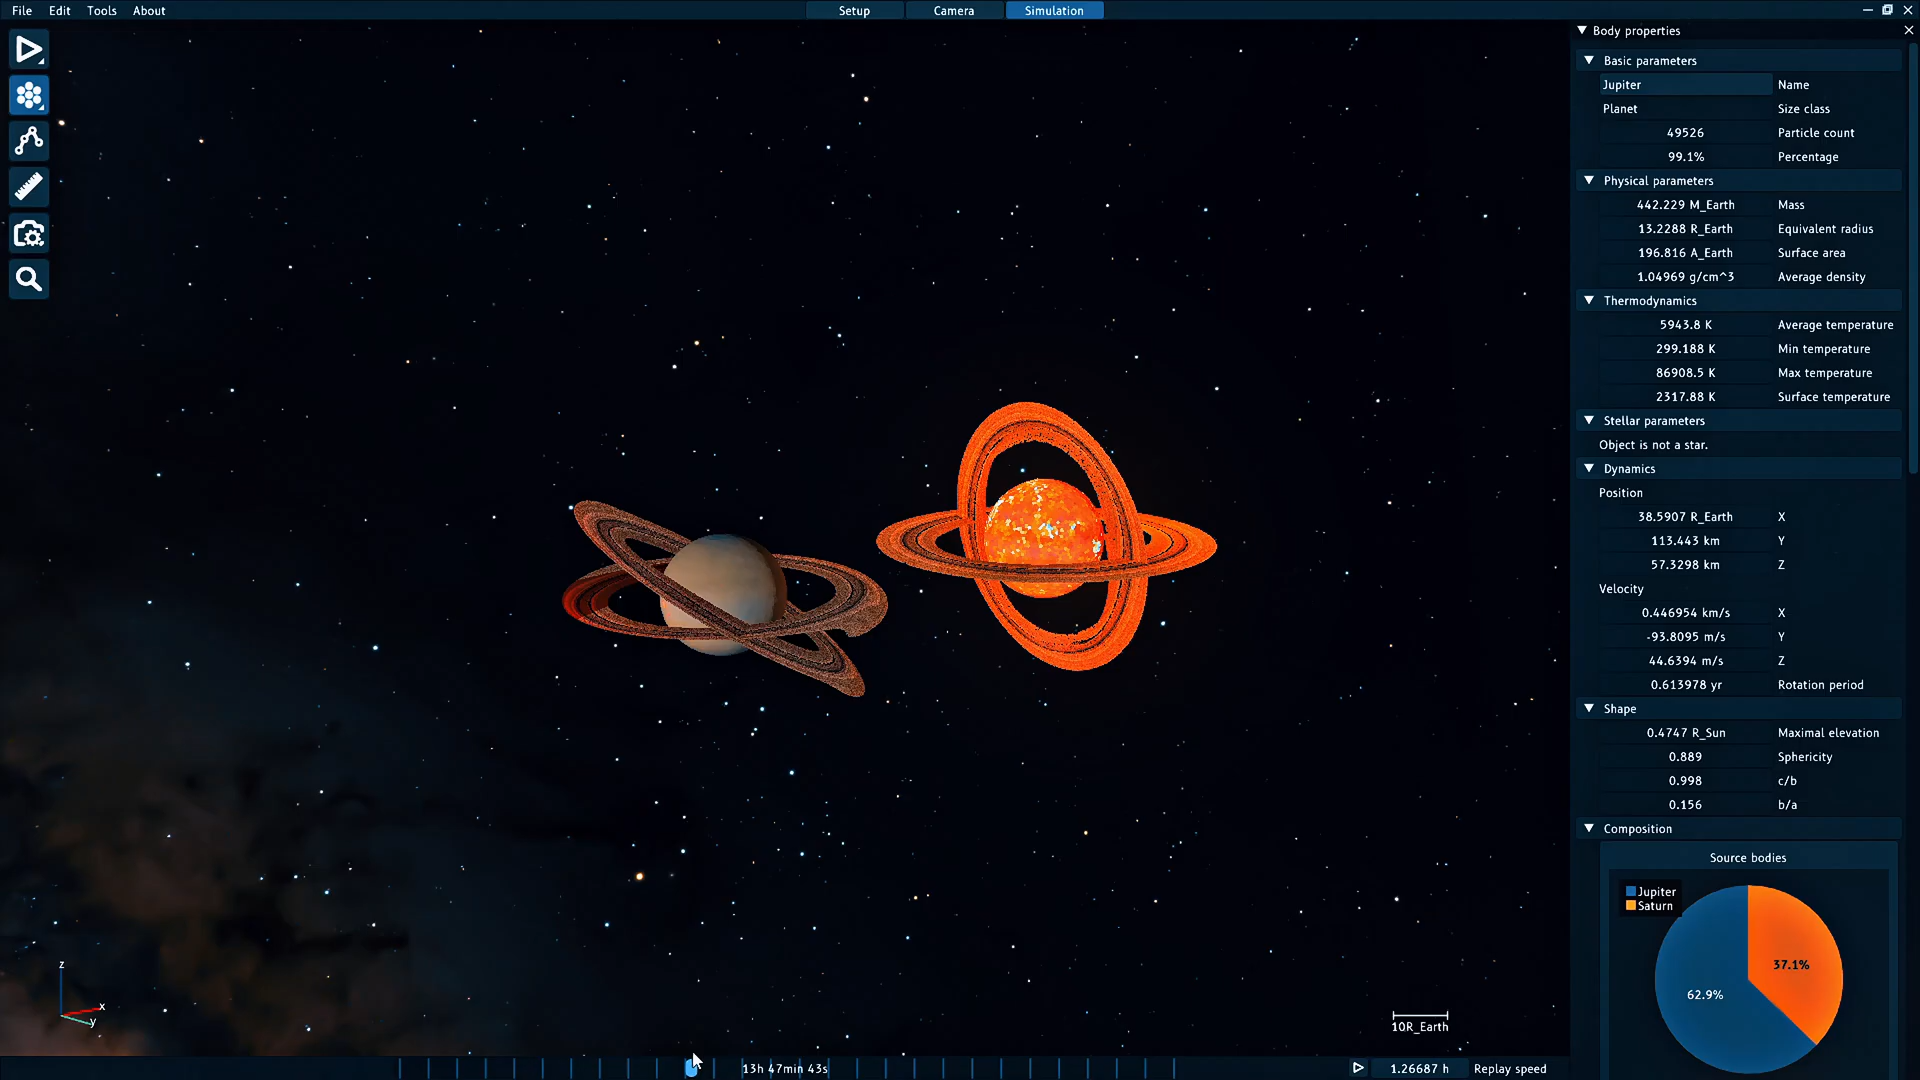 File Edit Tools About
Setup Camera Simulation
Body properties
Basic parameters
Jupiter Name
Planet Size class
49526 Particle count
99.1% Percentage
Physical parameters
442.229 M_Earth Mass
13.2288 R_Earth Equivalent radius
196.816 A_Earth Surface area
1.04969 g/cm^3 Average density
Thermodynamics
5943.8 K Average temperature
299.188 K Min temperature
86908.5 K Max temperature
2317.88 K Surface temperature
Stellar parameters
Object is not a star.
Dynamics
Position
38.5907 R_Earth X
113.443 km Y
57.3298 km Z
Velocity
0.446954 km/s X
-93.8095 m/s Y
44.6394 m/s Z
0.613978 yr Rotation period
Shape
0.4747 R_Sun Maximal elevation
0.889 Sphericity
0.998 c/b
0.156 b/a
Composition
Source bodies
Jupiter
Saturn
37.1%
62.9%
z
x
y
10R_Earth
13h 47min 43s
1.26687 h Replay speed